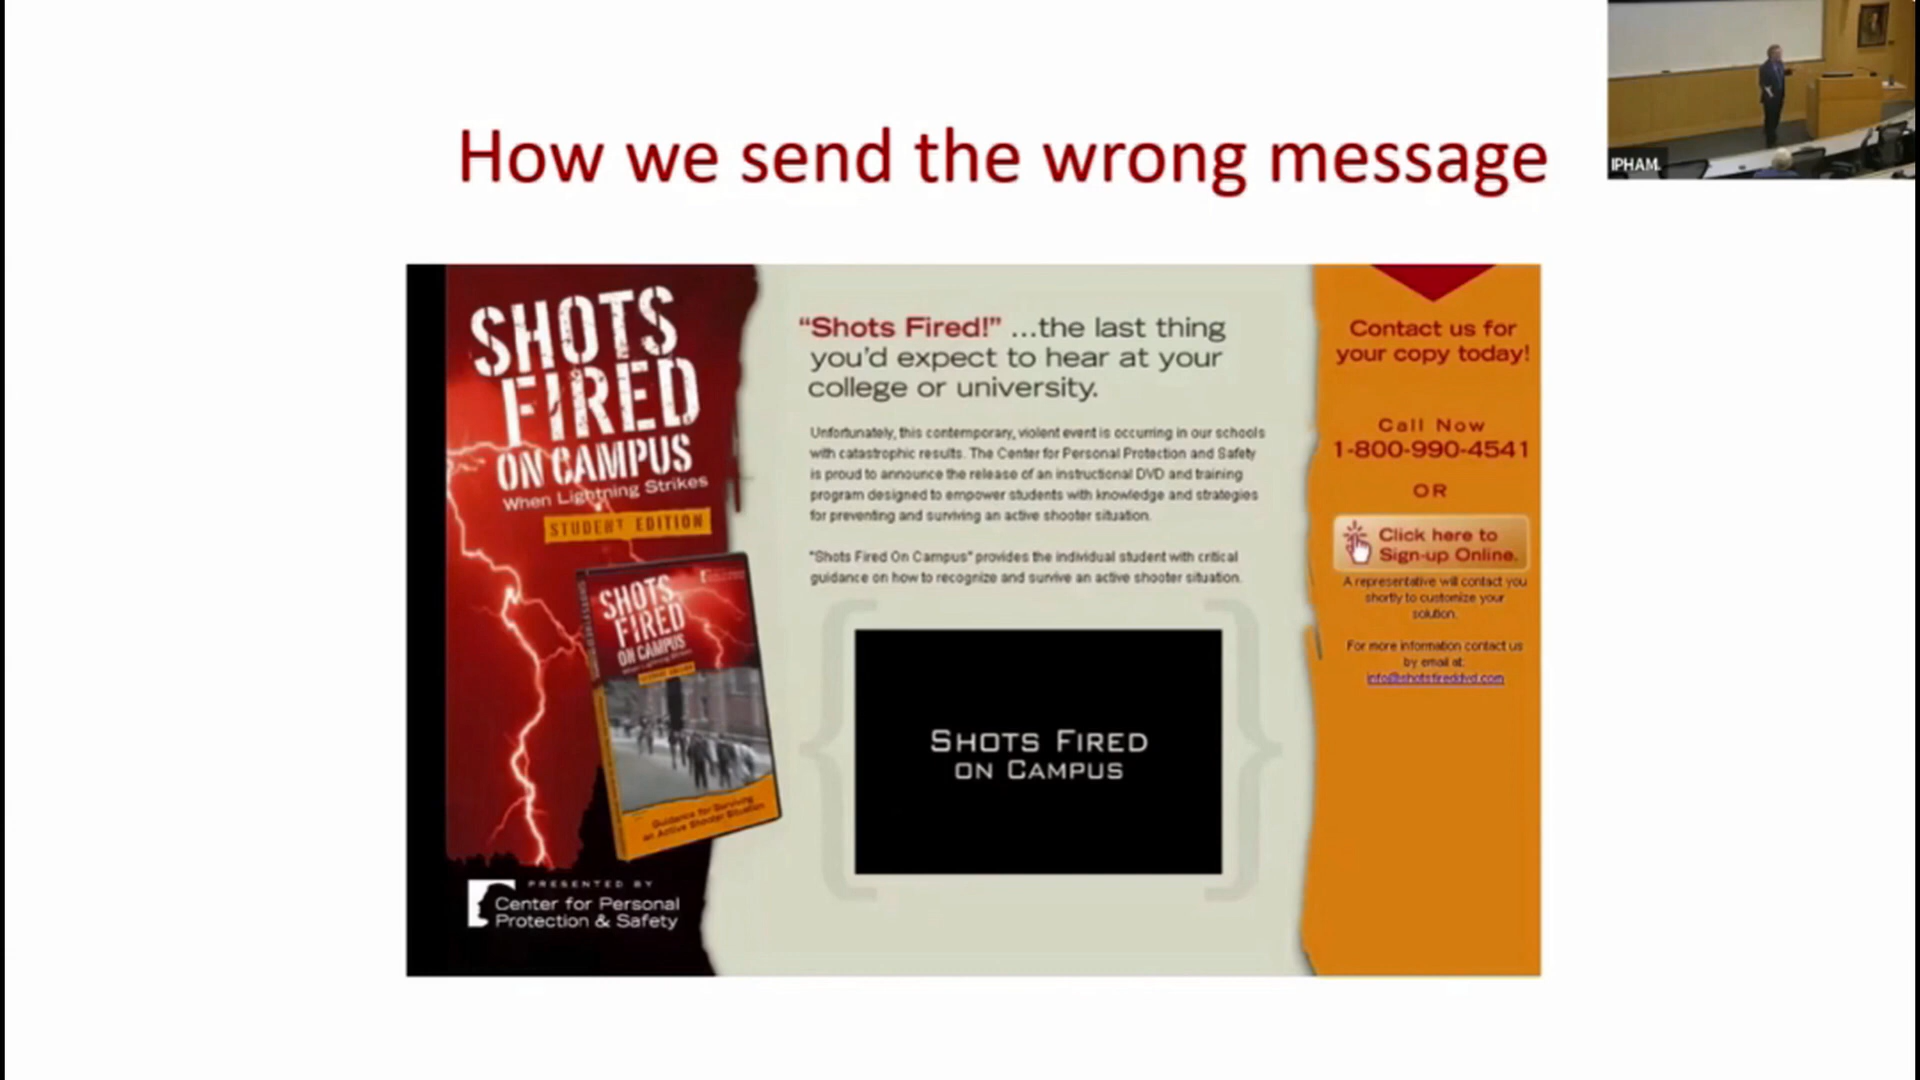 How we send the wrong message
IPHAM.
SHOTS
FIRED
ON CAMPUS
When Lightning Strikes
STUDENT EDITION
SHOTS
FIRED
ON CAMPUS
Guidance for Surviving
an Active Shooter Situation
PRESENTED BY
Center for Personal
Protection & Safety
“Shots Fired!” ...the last thing
you’d expect to hear at your
college or university.
Unfortunately, this contemporary, violent event is occurring in our schools
with catastrophic results. The Center for Personal Protection and Safety
is proud to announce the release of an instructional DVD and training
program designed to empower students with knowledge and strategies
for preventing and surviving an active shooter situation.
"Shots Fired On Campus" provides the individual student with critical
guidance on how to recognize and survive an active shooter situation.
SHOTS FIRED
ON CAMPUS
Contact us for
your copy today!
Call Now
1-800-990-4541
OR
Click here to
Sign-up Online.
A representative will contact you
shortly to customize your
solution.
For more information contact us
by email at:
info@shotsfireddvd.com